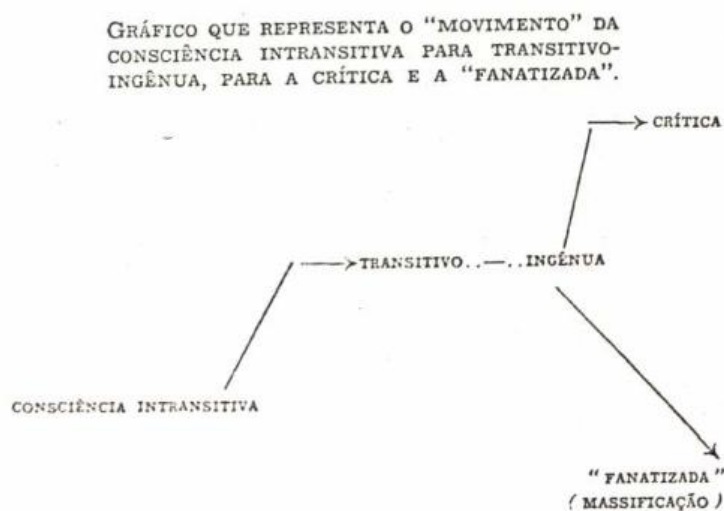 GRÁFICO QUE REPRESENTA O “MOVIMENTO” DA
CONSCIÊNCIA INTRANSITIVA PARA TRANSITIVO-
INGÊNUA, PARA A CRÍTICA E A “FANATIZADA”.
CRÍTICA
TRANSITIVO..—..INGÊNUA
CONSCIÊNCIA INTRANSITIVA
“FANATIZADA”
(MASSIFICAÇÃO)